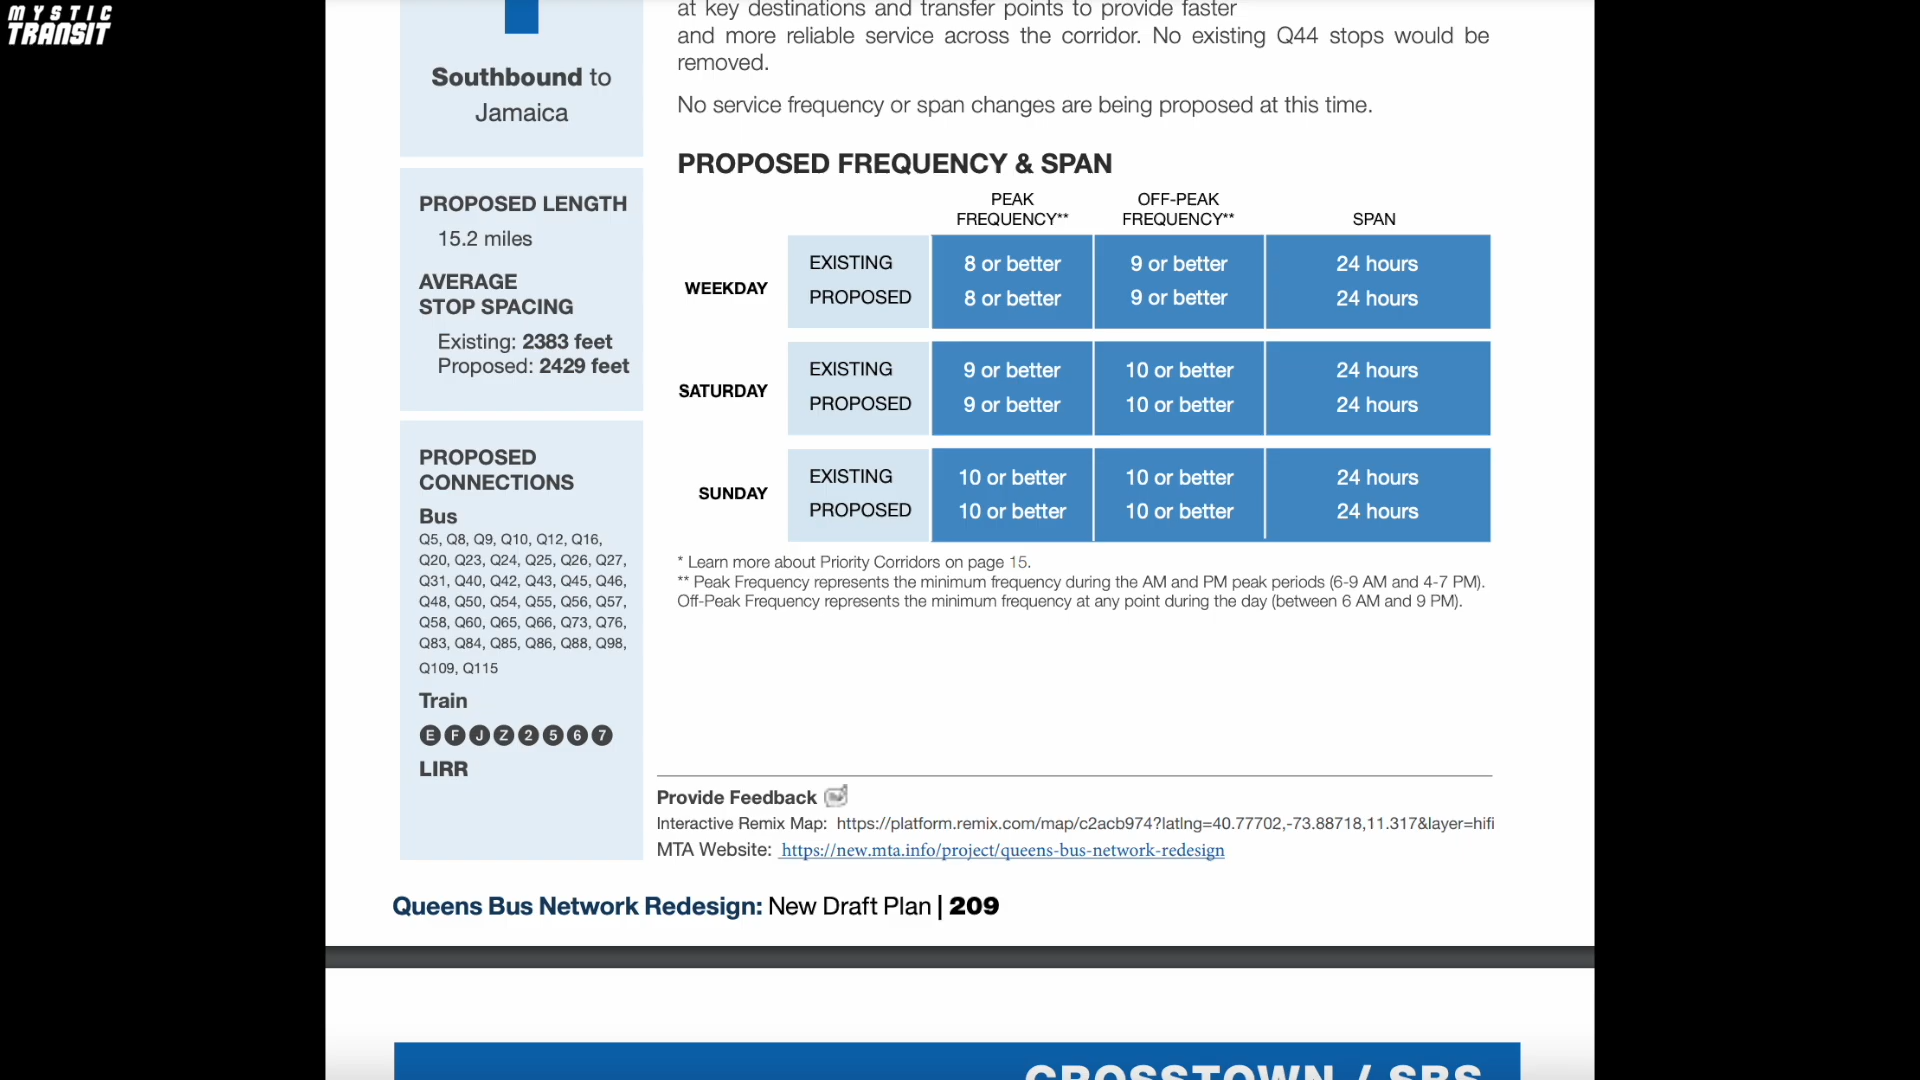 MYSTIC
TRANSIT
at key destinations and transfer points to provide faster
and more reliable service across the corridor. No existing Q44 stops would be
removed.
No service frequency or span changes are being proposed at this time.
Southbound to
Jamaica
PROPOSED LENGTH
15.2 miles
AVERAGE
STOP SPACING
Existing: 2383 feet
Proposed: 2429 feet
PROPOSED
CONNECTIONS
Bus
Q5, Q8, Q9, Q10, Q12, Q16,
Q20, Q23, Q24, Q25, Q26, Q27,
Q31, Q40, Q42, Q43, Q45, Q46,
Q48, Q50, Q54, Q55, Q56, Q57,
Q58, Q60, Q65, Q66, Q73, Q76,
Q83, Q84, Q85, Q86, Q88, Q98,
Q109, Q115
Train
E F J Z 2 5 6 7
LIRR
PROPOSED FREQUENCY & SPAN
PEAK FREQUENCY** OFF-PEAK FREQUENCY** SPAN
WEEKDAY
EXISTING 8 or better 9 or better 24 hours
PROPOSED 8 or better 9 or better 24 hours
SATURDAY
EXISTING 9 or better 10 or better 24 hours
PROPOSED 9 or better 10 or better 24 hours
SUNDAY
EXISTING 10 or better 10 or better 24 hours
PROPOSED 10 or better 10 or better 24 hours
* Learn more about Priority Corridors on page 15.
** Peak Frequency represents the minimum frequency during the AM and PM peak periods (6-9 AM and 4-7 PM).
Off-Peak Frequency represents the minimum frequency at any point during the day (between 6 AM and 9 PM).
Provide Feedback
Interactive Remix Map: https://platform.remix.com/map/c2acb974?latlng=40.77702,-73.88718,11.317&layer=hifi
MTA Website: https://new.mta.info/project/queens-bus-network-redesign
Queens Bus Network Redesign: New Draft Plan | 209
CROSSTOWN / SBS